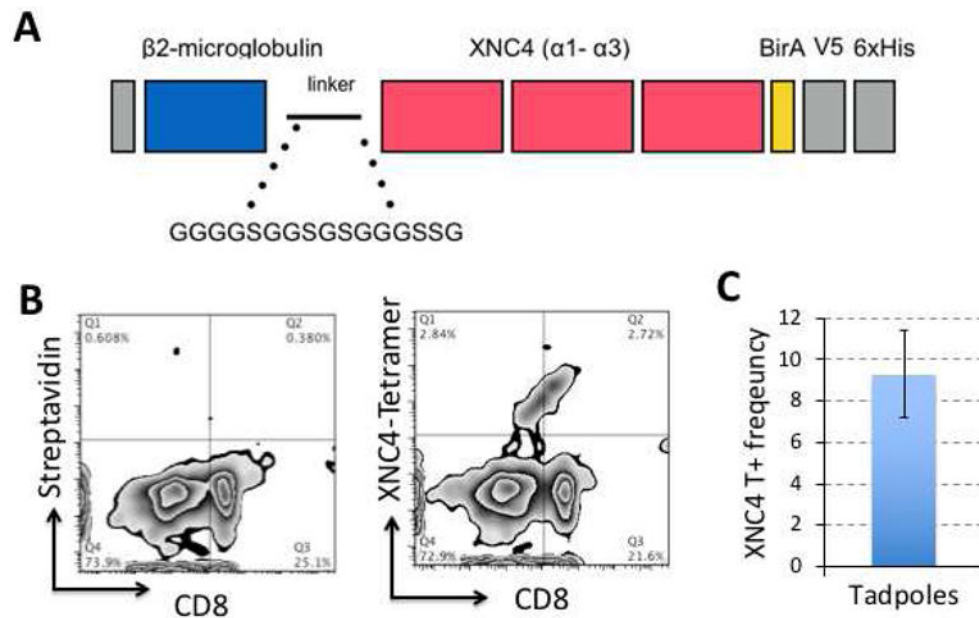 A
β2-microglobulin
linker
XNC4 (α1- α3)
BirA V5 6xHis
GGGGSGGSGSGGGSSG
B
Streptavidin
Q1
0.608%
Q2
0.380%
Q4
73.9%
Q3
25.1%
CD8
XNC4-Tetramer
Q1
2.84%
Q2
2.72%
Q4
72.9%
Q3
21.6%
CD8
C
XNC4 T+ freqeuncy
12
10
8
6
4
2
0
Tadpoles